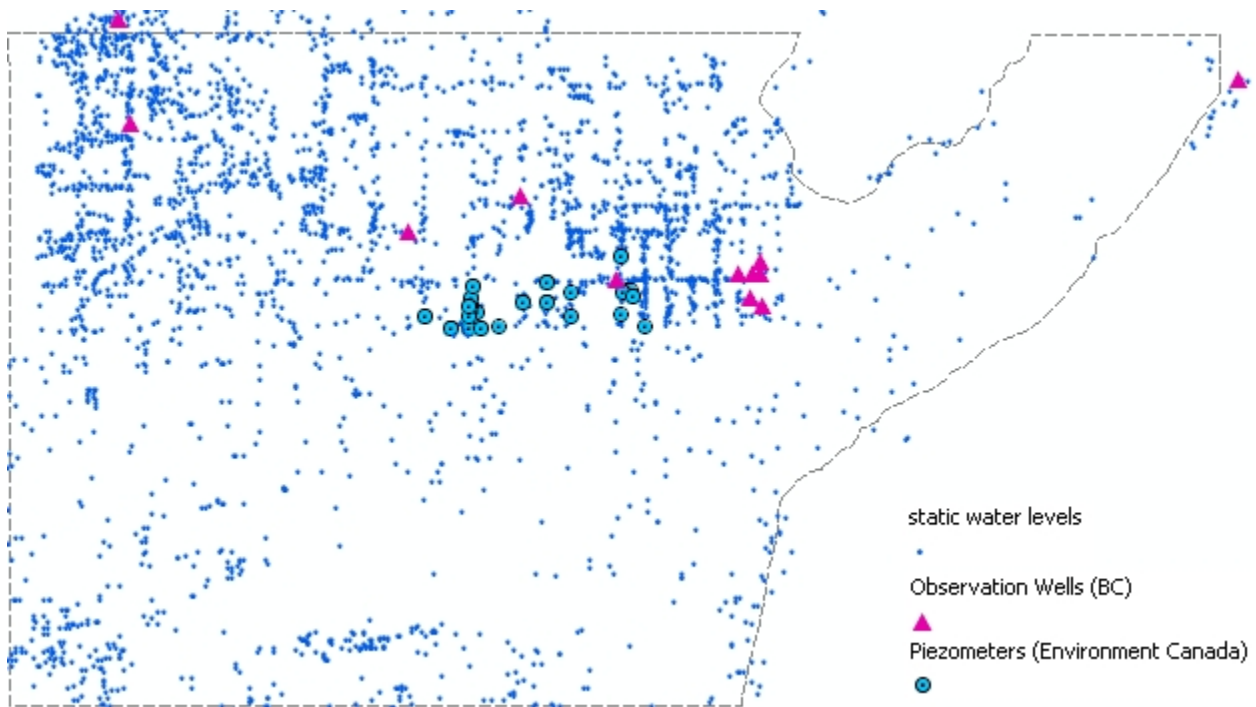 static water levels
Observation Wells (BC)
Piezometers (Environment Canada)